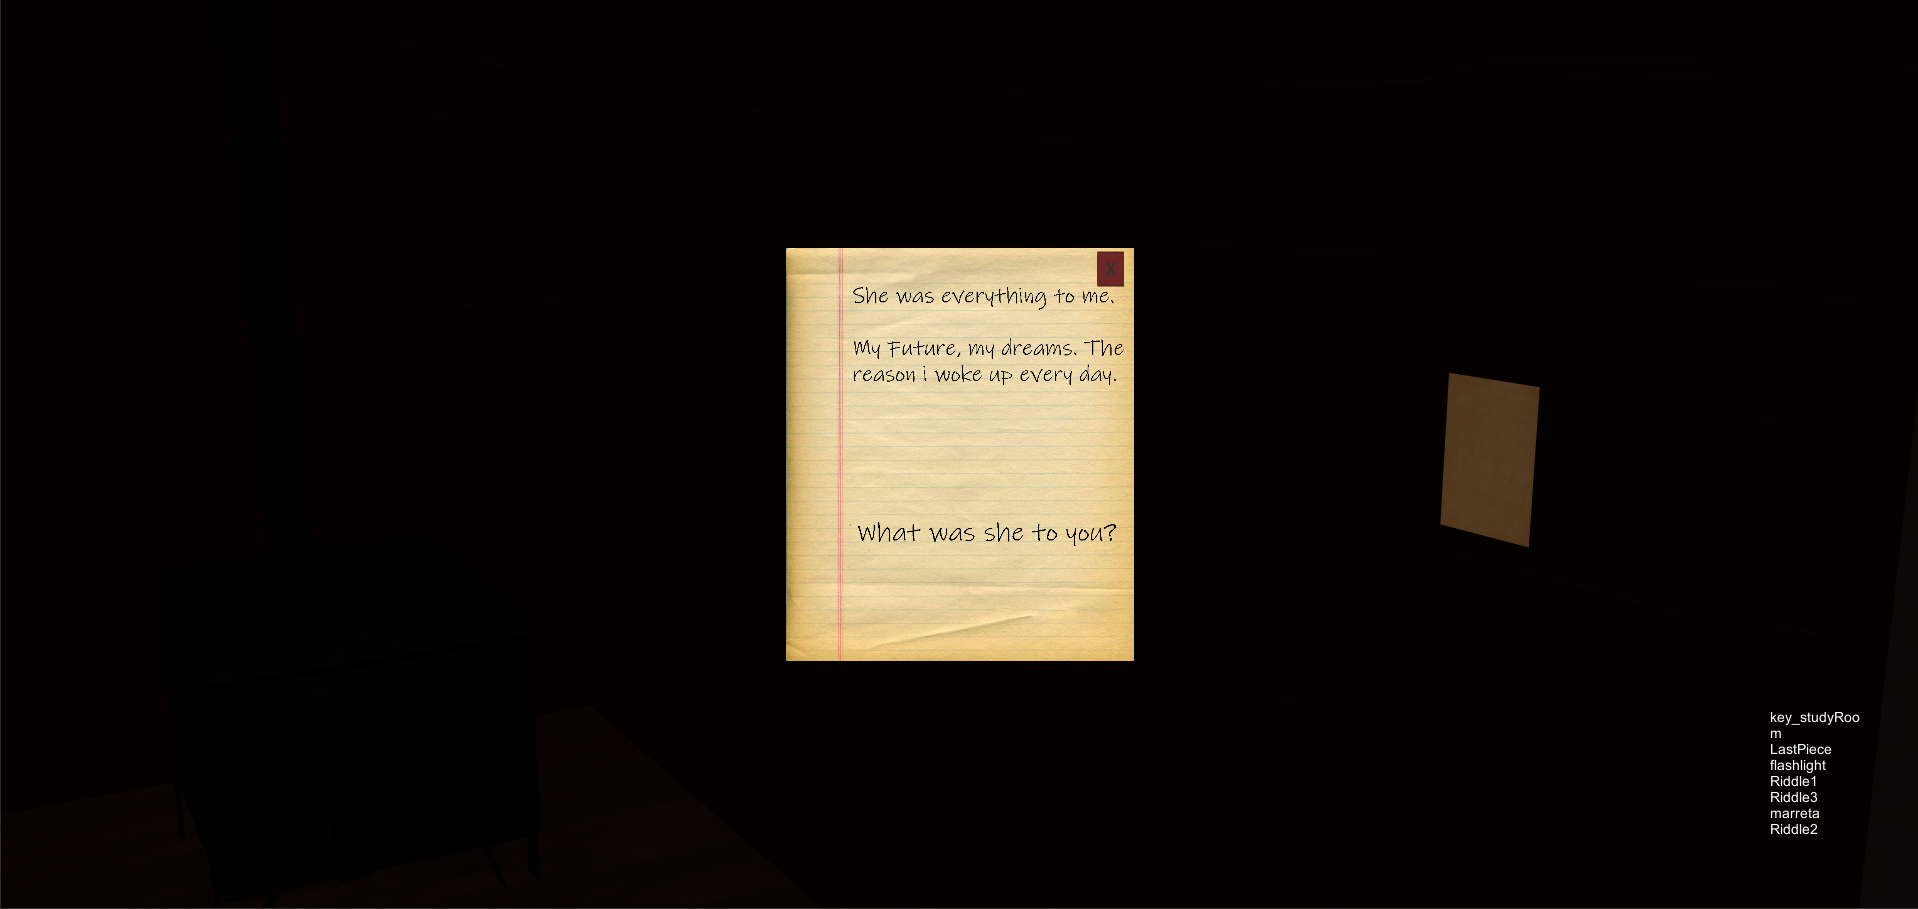 X
She was everything to me.
My Future, my dreams. The
reason i woke up every day.
What was she to you?
key_studyRoo
m
LastPiece
flashlight
Riddle1
Riddle3
marreta
Riddle2